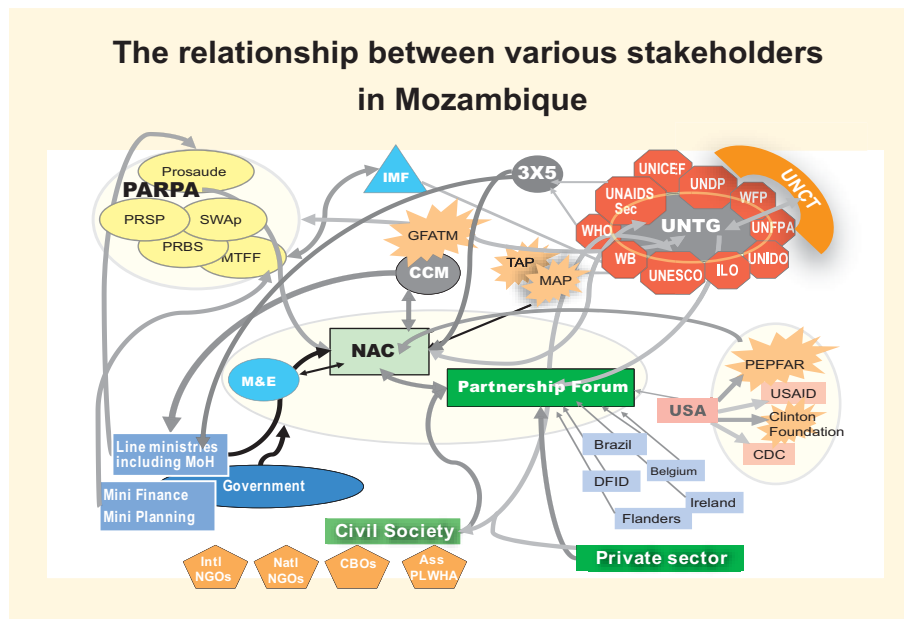 The relationship between various stakeholders
in Mozambique
Prosaude
PARPA
PRSP
SWAp
PRBS
MTFF
IMF
3X5
GFATM
CCM
TAP
MAP
UNICEF
UNDP
UNAIDS
Sec
WFP
UNCT
WHO
UNTG
UNFPA
WB
UNESCO
ILO
UNIDO
NAC
M&E
Partnership Forum
PEPFAR
USAID
USA
Clinton
Foundation
CDC
Brazil
Belgium
DFID
Ireland
Flanders
Line ministries
including MoH
Government
Mini Finance
Mini Planning
Civil Society
Private sector
Intl
NGOs
Natl
NGOs
CBOs
Ass
PLWHA